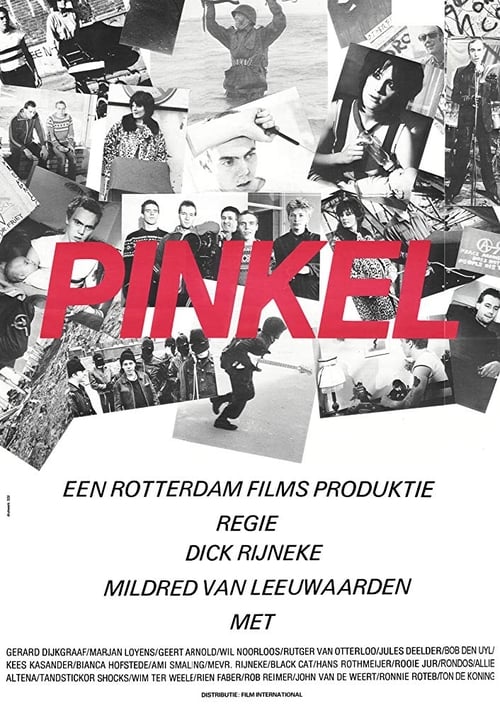 PINKEL
EEN ROTTERDAM FILMS PRODUKTIE
REGIE
DICK RIJNEKE
MILDRED VAN LEEUWAARDEN
MET
GERARD DIJKGRAAF/MARJAN LOYENS/GEERT ARNOLD/WIL NOORLOOS/RUTGER VAN OTTERLOO/JULES DEELDER/BOB DEN UYL/
KEES KASANDER/BIANCA HOFSTEDE/AMI SMALING/MEVR. RIJNEKE/BLACK CAT/HANS ROTHMEIJER/ROOIE JUR/RONDOS/ALLIE
ALTENA/TANDSTICKOR SHOCKS/WIM TER WEELE/RIEN FABER/ROB REIMER/JOHN VAN DE WEERT/RONNIE ROTEB/TON DE KONING
DISTRIBUTIE: FILM INTERNATIONAL